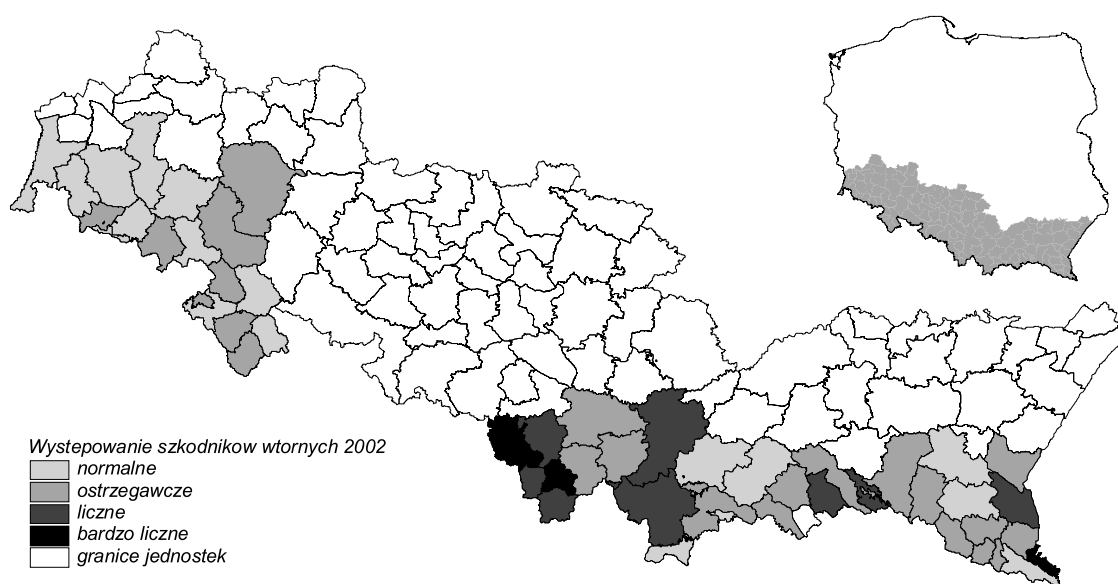 Wystepowanie szkodnikow wtornych 2002
normalne
ostrzegawcze
liczne
bardzo liczne
granice jednostek